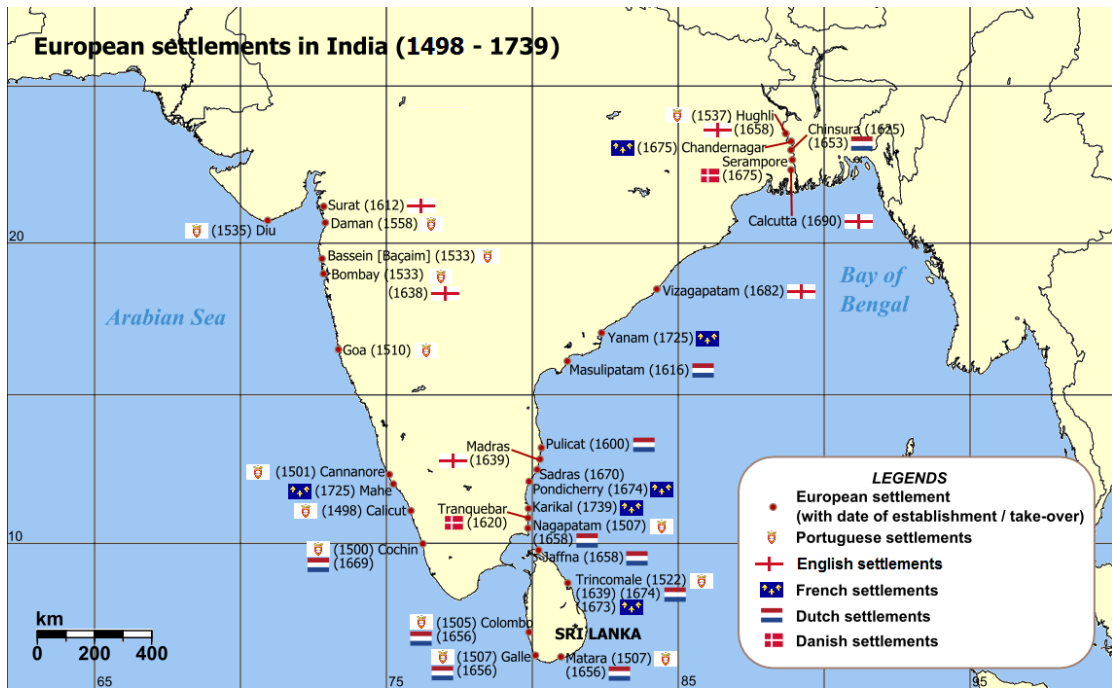 European settlements in India (1498 - 1739)
(1537) Hughli
(1658)
Chinsura (1625)
(1653)
(1675) Chandernagar
Serampore
(1675)
Calcutta (1690)
Surat (1612)
Daman (1558)
(1535) Diu
20
Bassein [Baçaim] (1533)
Bombay (1533)
(1638)
Bay of
Bengal
Vizagapatam (1682)
Arabian Sea
Yanam (1725)
Goa (1510)
Masulipatam (1616)
Pulicat (1600)
Madras
(1639)
Sadras (1670)
(1501) Cannanore
Pondicherry (1674)
(1725) Mahe
Karikal (1739)
(1498) Calicut
Tranquebar
(1620)
Nagapatam (1507)
(1658)
10
(1500) Cochin
(1669)
Jaffna (1658)
Trincomale (1522)
(1639) (1674)
(1673)
(1505) Colombo
(1656)
SRI LANKA
(1507) Galle
(1656)
Matara (1507)
(1656)
km
0 200 400
65 75 85 95
LEGENDS
European settlement
(with date of establishment / take-over)
Portuguese settlements
English settlements
French settlements
Dutch settlements
Danish settlements